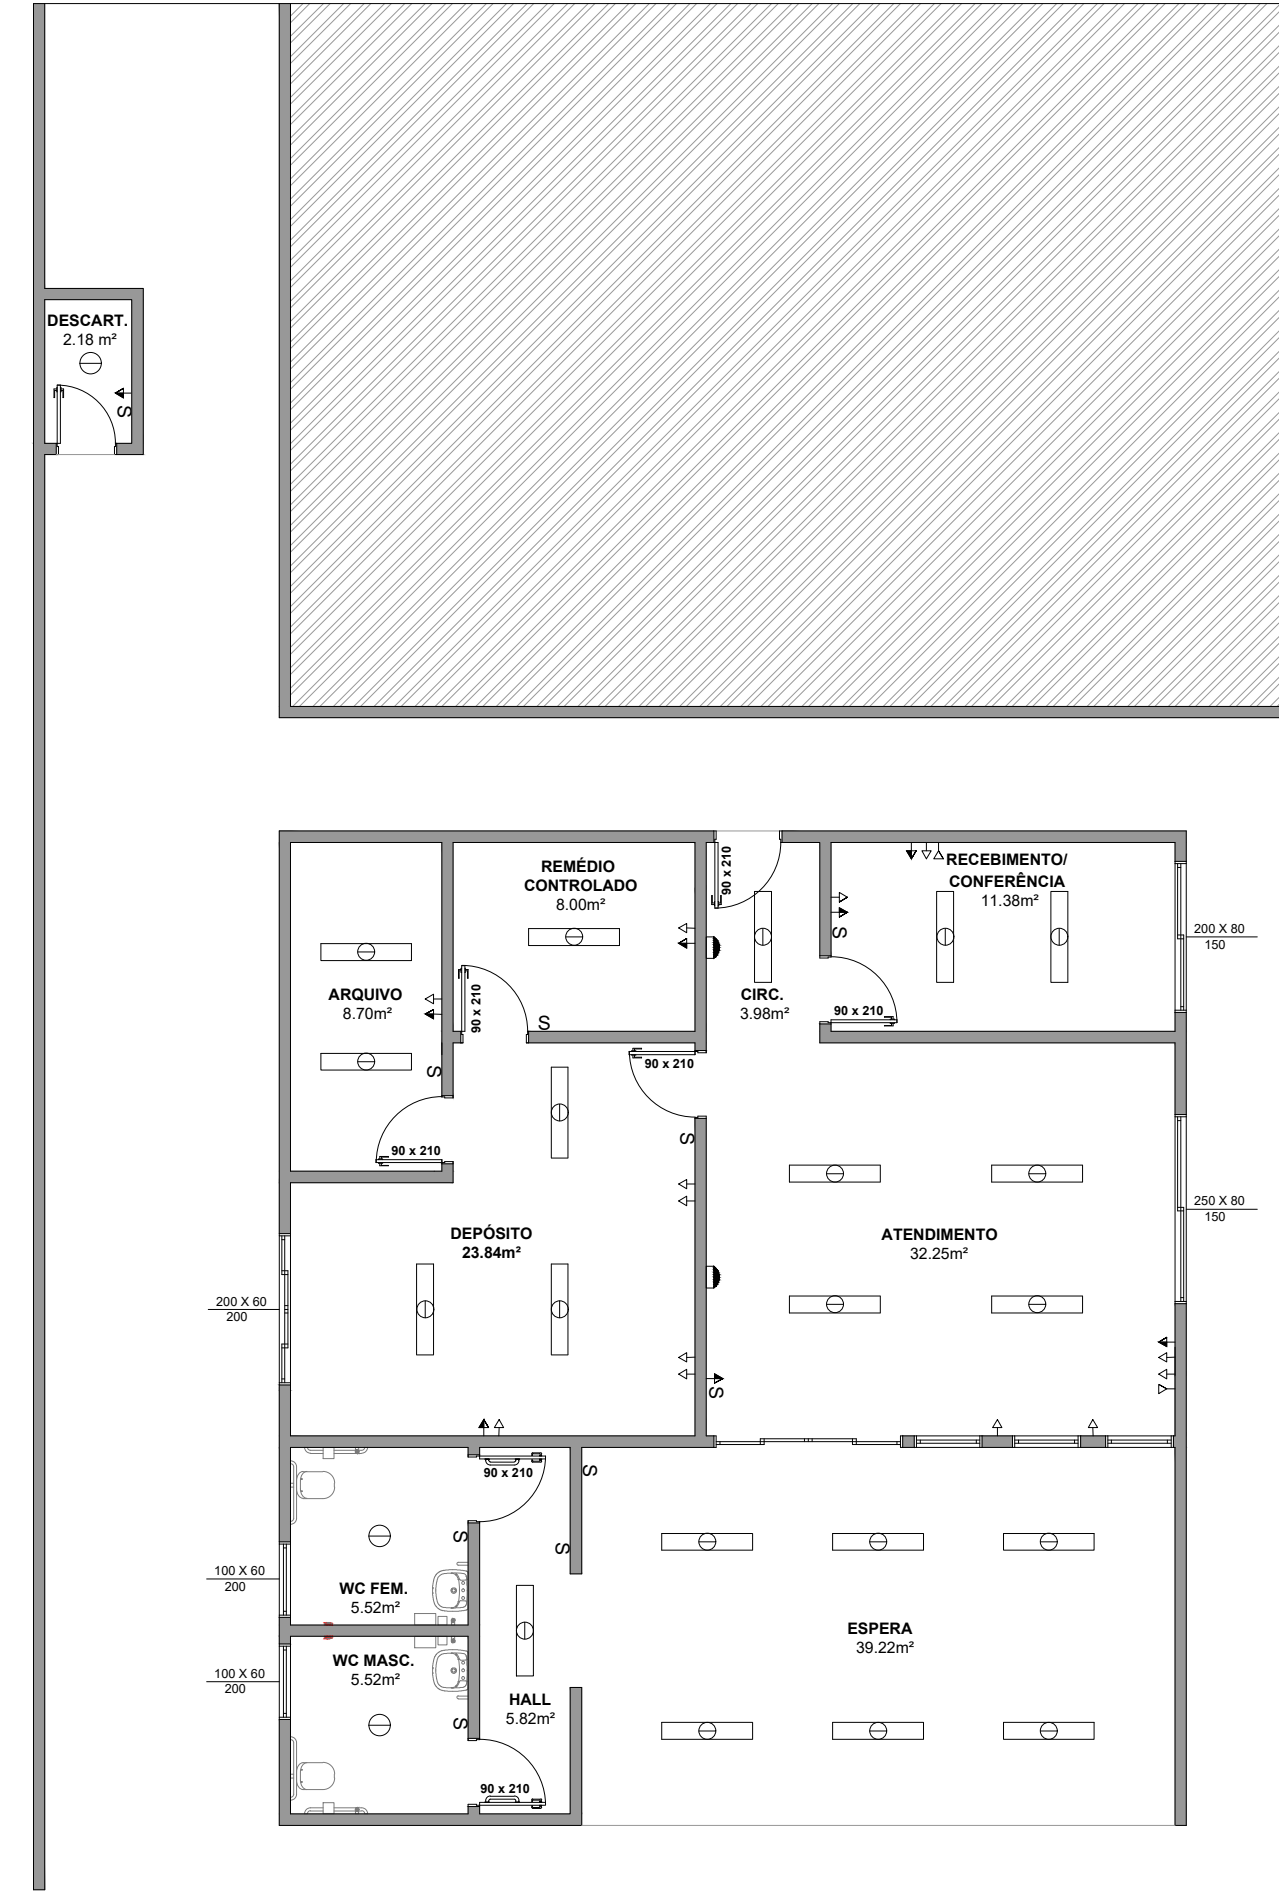 DESCART.
2.18 m²
S
REMÉDIO
CONTROLADO
8.00m²
90 x 210
RECEBIMENTO/
CONFERÊNCIA
11.38m²
S
200 X 80
150
ARQUIVO
8.70m²
90 x 210
S
CIRC.
3.98m²
90 x 210
S
90 x 210
90 x 210
S
250 X 80
150
DEPÓSITO
23.84m²
ATENDIMENTO
32.25m²
200 X 60
200
S
90 x 210
S
S
S
100 X 60
200
WC FEM.
5.52m²
ESPERA
39.22m²
WC MASC.
5.52m²
100 X 60
200
HALL
5.82m²
S
90 x 210